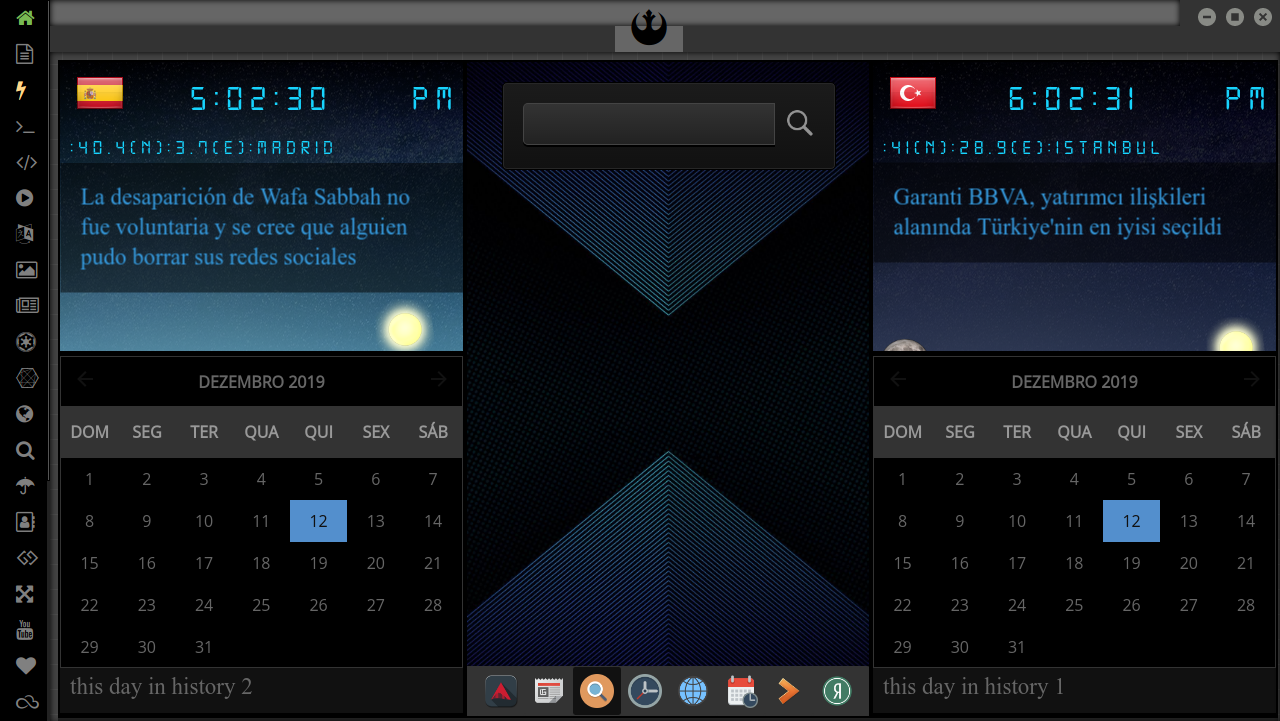 5:02:30 PM
:40.4(N):3.7(E):MADRID
La desaparición de Wafa Sabbah no
fue voluntaria y se cree que alguien
pudo borrar sus redes sociales
DEZEMBRO 2019
DOM SEG TER QUA QUI SEX SÁB
1 2 3 4 5 6 7
8 9 10 11 12 13 14
15 16 17 18 19 20 21
22 23 24 25 26 27 28
29 30 31
this day in history 2
6:02:31 PM
:41(N):28.9(E):ISTANBUL
Garanti BBVA, yatırımcı ilişkileri
alanında Türkiye'nin en iyisi seçildi
DEZEMBRO 2019
DOM SEG TER QUA QUI SEX SÁB
1 2 3 4 5 6 7
8 9 10 11 12 13 14
15 16 17 18 19 20 21
22 23 24 25 26 27 28
29 30 31
this day in history 1
You
Tube
Я